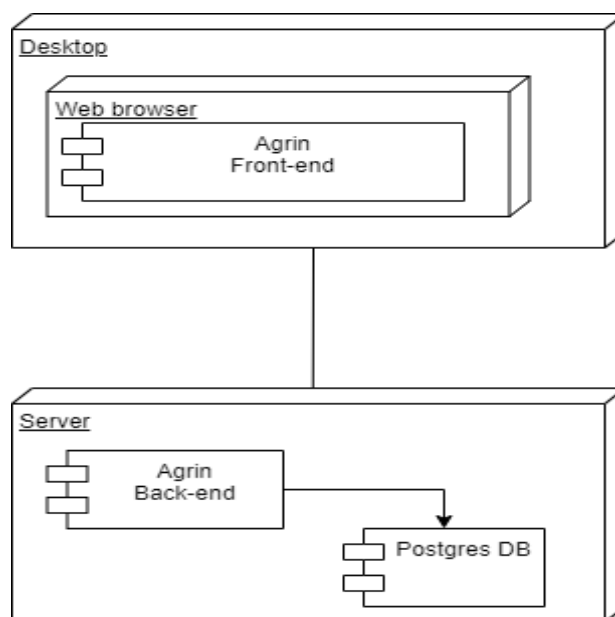 Desktop
Web browser
Agrin
Front-end
Server
Agrin
Back-end
Postgres DB